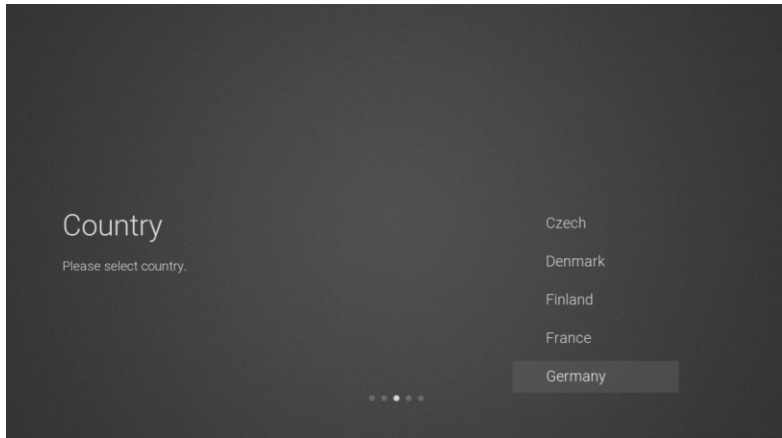 Country
Please select country.
Czech
Denmark
Finland
France
Germany